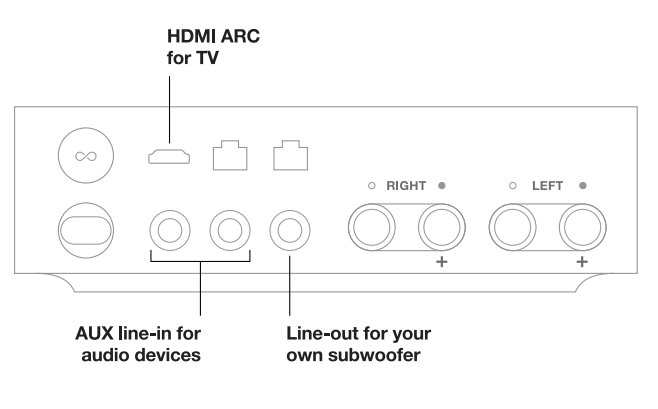 HDMI ARC
for TV
RIGHT
LEFT
+
+
AUX line-in for
audio devices
Line-out for your
own subwoofer